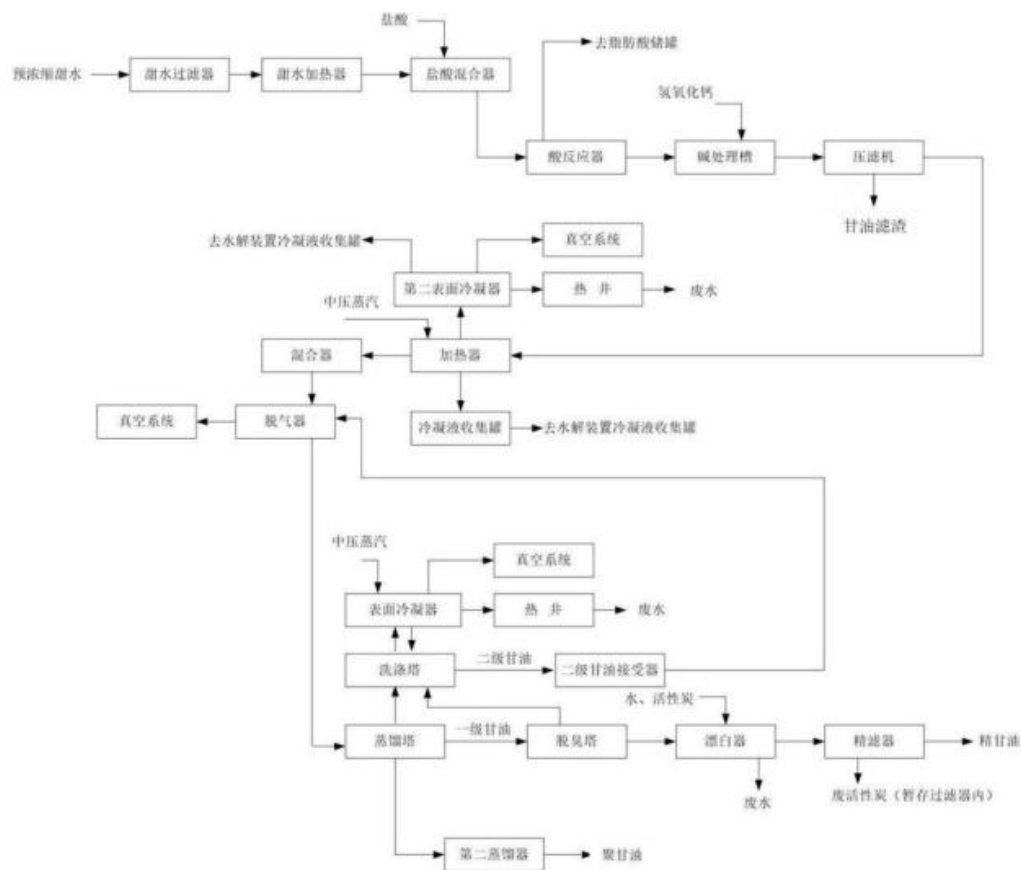 盐酸
去脂肪酸储罐
预浓缩甜水
甜水过滤器
甜水加热器
盐酸混合器
氢氧化钙
酸反应器
碱处理槽
压滤机
甘油滤渣
去水解装置冷凝液收集罐
真空系统
第二表面冷凝器
热 井
废水
中压蒸汽
混合器
加热器
真空系统
脱气器
冷凝液收集罐
去水解装置冷凝液收集罐
中压蒸汽
真空系统
表面冷凝器
热 井
废水
洗涤塔
二级甘油
二级甘油接受器
水、活性炭
蒸馏塔
一级甘油
脱臭塔
漂白器
精滤器
精甘油
废水
废活性炭（暂存过滤器内）
第二蒸馏器
聚甘油